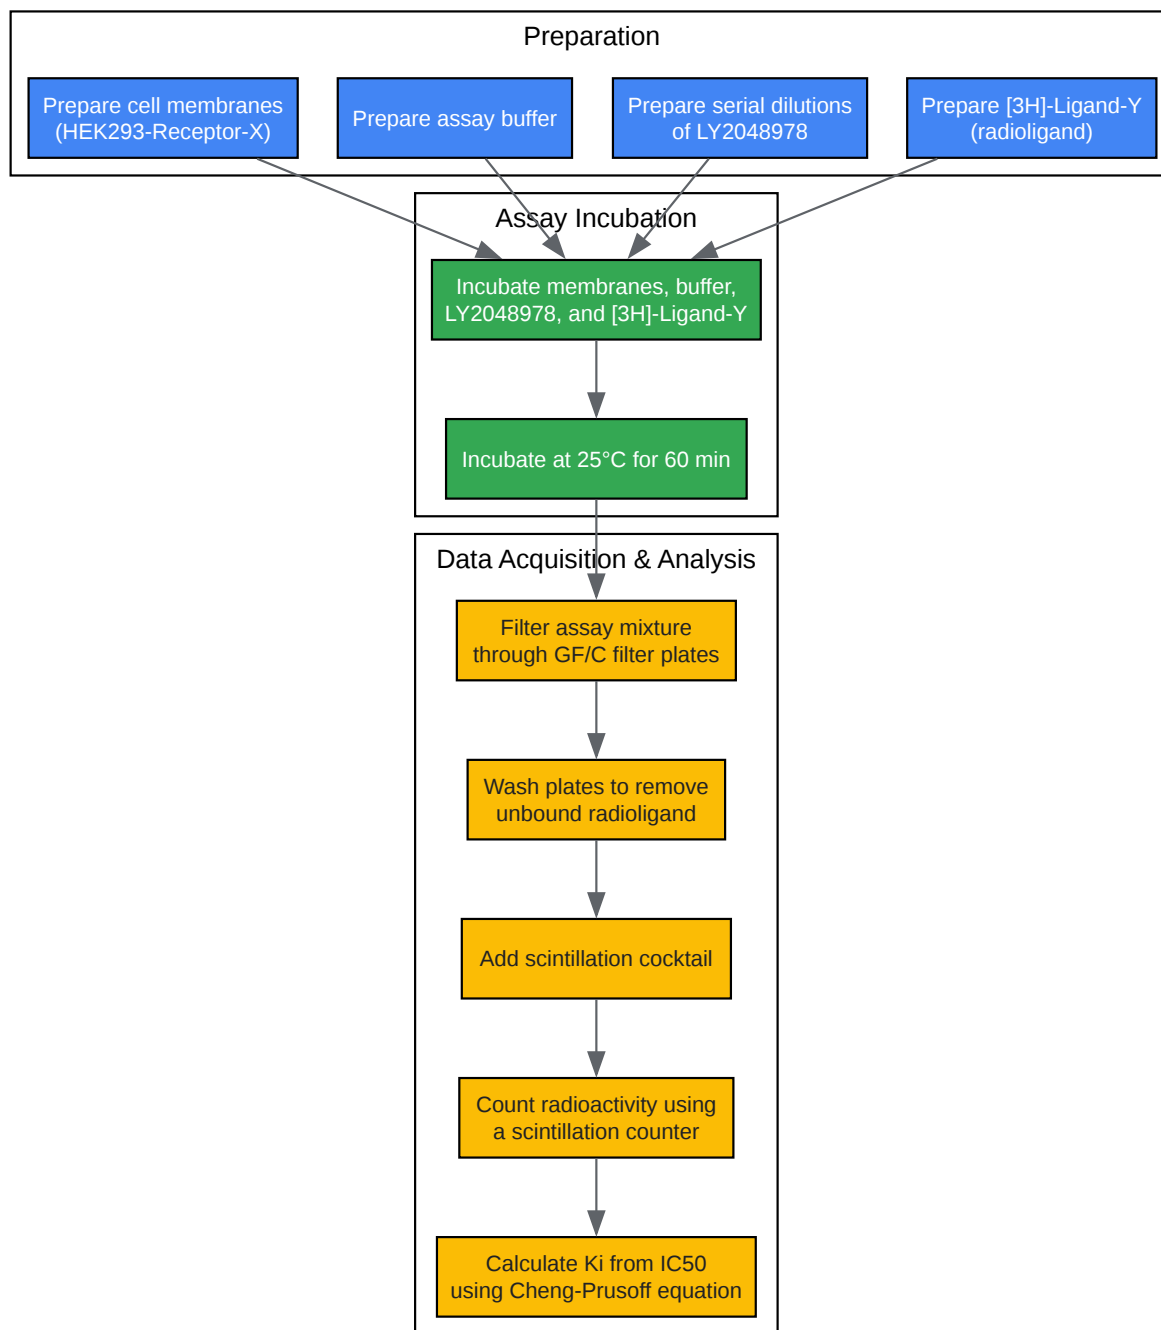 Preparation
Prepare cell membranes
(HEK293-Receptor-X)
Prepare assay buffer
Prepare serial dilutions
of LY2048978
Prepare [3H]-Ligand-Y
(radioligand)
Assay Incubation
Incubate membranes, buffer,
LY2048978, and [3H]-Ligand-Y
Incubate at 25°C for 60 min
Data Acquisition & Analysis
Filter assay mixture
through GF/C filter plates
Wash plates to remove
unbound radioligand
Add scintillation cocktail
Count radioactivity using
a scintillation counter
Calculate Ki from IC50
using Cheng-Prusoff equation